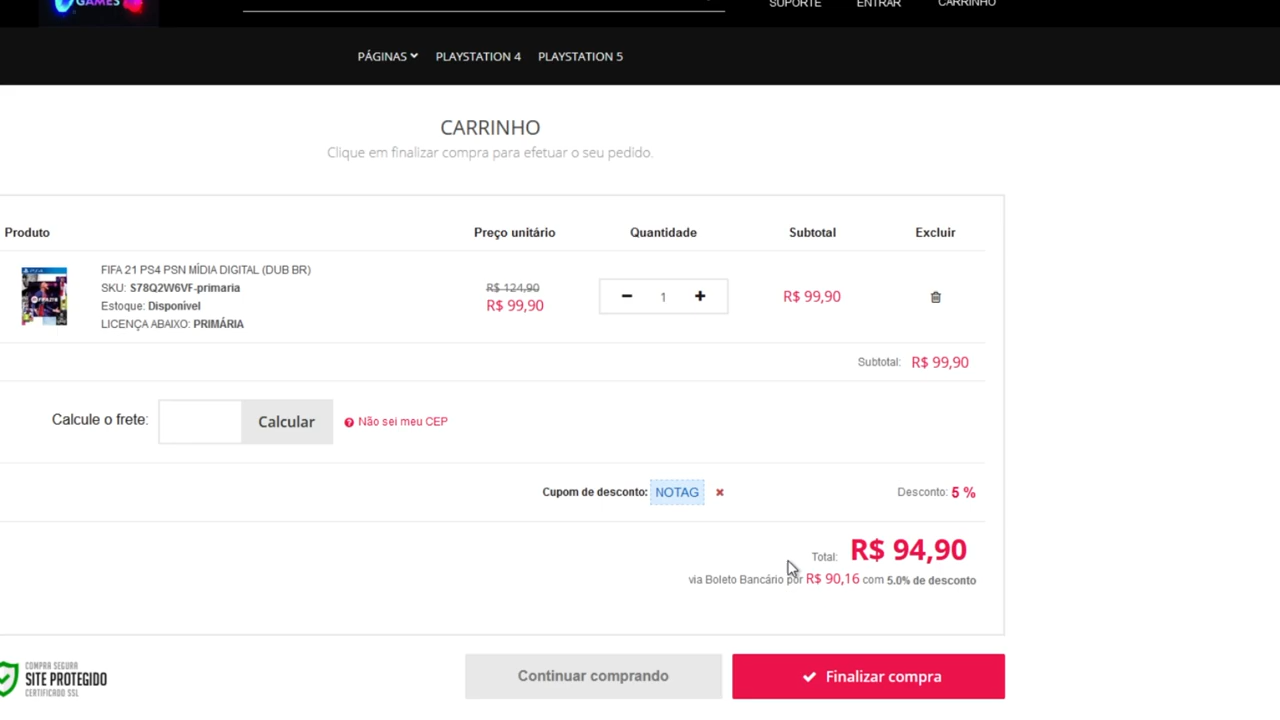 GAMES
SUPORTE ENTRAR CARRINHO
PÁGINAS PLAYSTATION 4 PLAYSTATION 5
CARRINHO
Clique em finalizar compra para efetuar o seu pedido.
Produto Preço unitário Quantidade Subtotal Excluir
FIFA 21 PS4 PSN MÍDIA DIGITAL (DUB BR)
SKU: S78Q2W6VF-primaria
Estoque: Disponível
LICENÇA ABAIXO: PRIMÁRIA
R$ 124,90
R$ 99,90
1
R$ 99,90
Subtotal: R$ 99,90
Calcule o frete: Calcular Não sei meu CEP
Cupom de desconto: NOTAG Desconto: 5 %
Total: R$ 94,90
via Boleto Bancário por R$ 90,16 com 5.0% de desconto
COMPRA SEGURA
SITE PROTEGIDO
CERTIFICADO SSL
Continuar comprando Finalizar compra